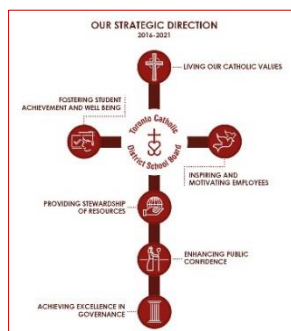 OUR STRATEGIC DIRECTION
2016-2021
LIVING OUR CATHOLIC VALUES
FOSTERING STUDENT
ACHIEVEMENT AND WELL BEING
Toronto Catholic
District School Board
INSPIRING AND
MOTIVATING EMPLOYEES
PROVIDING STEWARDSHIP
OF RESOURCES
ENHANCING PUBLIC
CONFIDENCE
ACHIEVING EXCELLENCE IN
GOVERNANCE